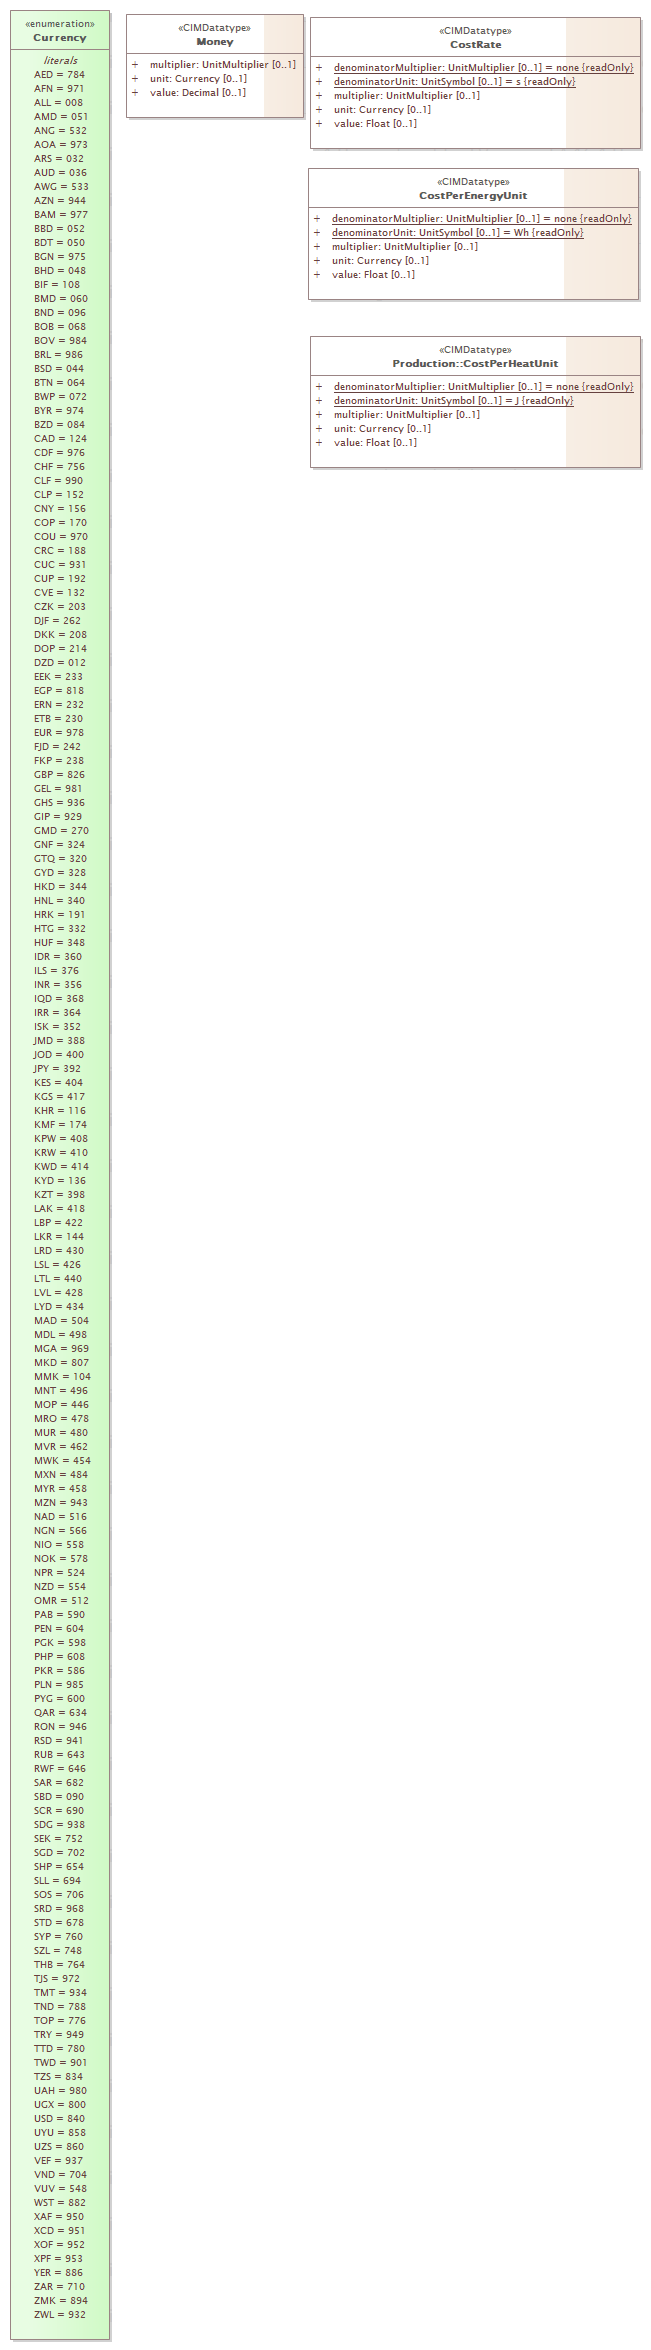 «enumeration»
Currency
literals
AED = 784
AFN = 971
ALL = 008
AMD = 051
ANG = 532
AOA = 973
ARS = 032
AUD = 036
AWG = 533
AZN = 944
BAM = 977
BBD = 052
BDT = 050
BGN = 975
BHD = 048
BIF = 108
BMD = 060
BND = 096
BOB = 068
BOV = 984
BRL = 986
BSD = 044
BTN = 064
BWP = 072
BYR = 974
BZD = 084
CAD = 124
CDF = 976
CHF = 756
CLF = 990
CLP = 152
CNY = 156
COP = 170
COU = 970
CRC = 188
CUC = 931
CUP = 192
CVE = 132
CZK = 203
DJF = 262
DKK = 208
DOP = 214
DZD = 012
EEK = 233
EGP = 818
ERN = 232
ETB = 230
EUR = 978
FJD = 242
FKP = 238
GBP = 826
GEL = 981
GHS = 936
GIP = 929
GMD = 270
GNF = 324
GTQ = 320
GYD = 328
HKD = 344
HNL = 340
HRK = 191
HTG = 332
HUF = 348
IDR = 360
ILS = 376
INR = 356
IQD = 368
IRR = 364
ISK = 352
JMD = 388
JOD = 400
JPY = 392
KES = 404
KGS = 417
KHR = 116
KMF = 174
KPW = 408
KRW = 410
KWD = 414
KYD = 136
KZT = 398
LAK = 418
LBP = 422
LKR = 144
LRD = 430
LSL = 426
LTL = 440
LVL = 428
LYD = 434
MAD = 504
MDL = 498
MGA = 969
MKD = 807
MMK = 104
MNT = 496
MOP = 446
MRO = 478
MUR = 480
MVR = 462
MWK = 454
MXN = 484
MYR = 458
MZN = 943
NAD = 516
NGN = 566
NIO = 558
NOK = 578
NPR = 524
NZD = 554
OMR = 512
PAB = 590
PEN = 604
PGK = 598
PHP = 608
PKR = 586
PLN = 985
PYG = 600
QAR = 634
RON = 946
RSD = 941
RUB = 643
RWF = 646
SAR = 682
SBD = 090
SCR = 690
SDG = 938
SEK = 752
SGD = 702
SHP = 654
SLL = 694
SOS = 706
SRD = 968
STD = 678
SYP = 760
SZL = 748
THB = 764
TJS = 972
TMT = 934
TND = 788
TOP = 776
TRY = 949
TTD = 780
TWD = 901
TZS = 834
UAH = 980
UGX = 800
USD = 840
UYU = 858
UZS = 860
VEF = 937
VND = 704
VUV = 548
WST = 882
XAF = 950
XCD = 951
XOF = 952
XPF = 953
YER = 886
ZAR = 710
ZMK = 894
ZWL = 932
«CIMDatatype»
Money
+ multiplier: UnitMultiplier [0..1]
+ unit: Currency [0..1]
+ value: Decimal [0..1]
«CIMDatatype»
CostRate
+ denominatorMultiplier: UnitMultiplier [0..1] = none {readOnly}
+ denominatorUnit: UnitSymbol [0..1] = s {readOnly}
+ multiplier: UnitMultiplier [0..1]
+ unit: Currency [0..1]
+ value: Float [0..1]
«CIMDatatype»
CostPerEnergyUnit
+ denominatorMultiplier: UnitMultiplier [0..1] = none {readOnly}
+ denominatorUnit: UnitSymbol [0..1] = Wh {readOnly}
+ multiplier: UnitMultiplier [0..1]
+ unit: Currency [0..1]
+ value: Float [0..1]
«CIMDatatype»
Production::CostPerHeatUnit
+ denominatorMultiplier: UnitMultiplier [0..1] = none {readOnly}
+ denominatorUnit: UnitSymbol [0..1] = J {readOnly}
+ multiplier: UnitMultiplier [0..1]
+ unit: Currency [0..1]
+ value: Float [0..1]